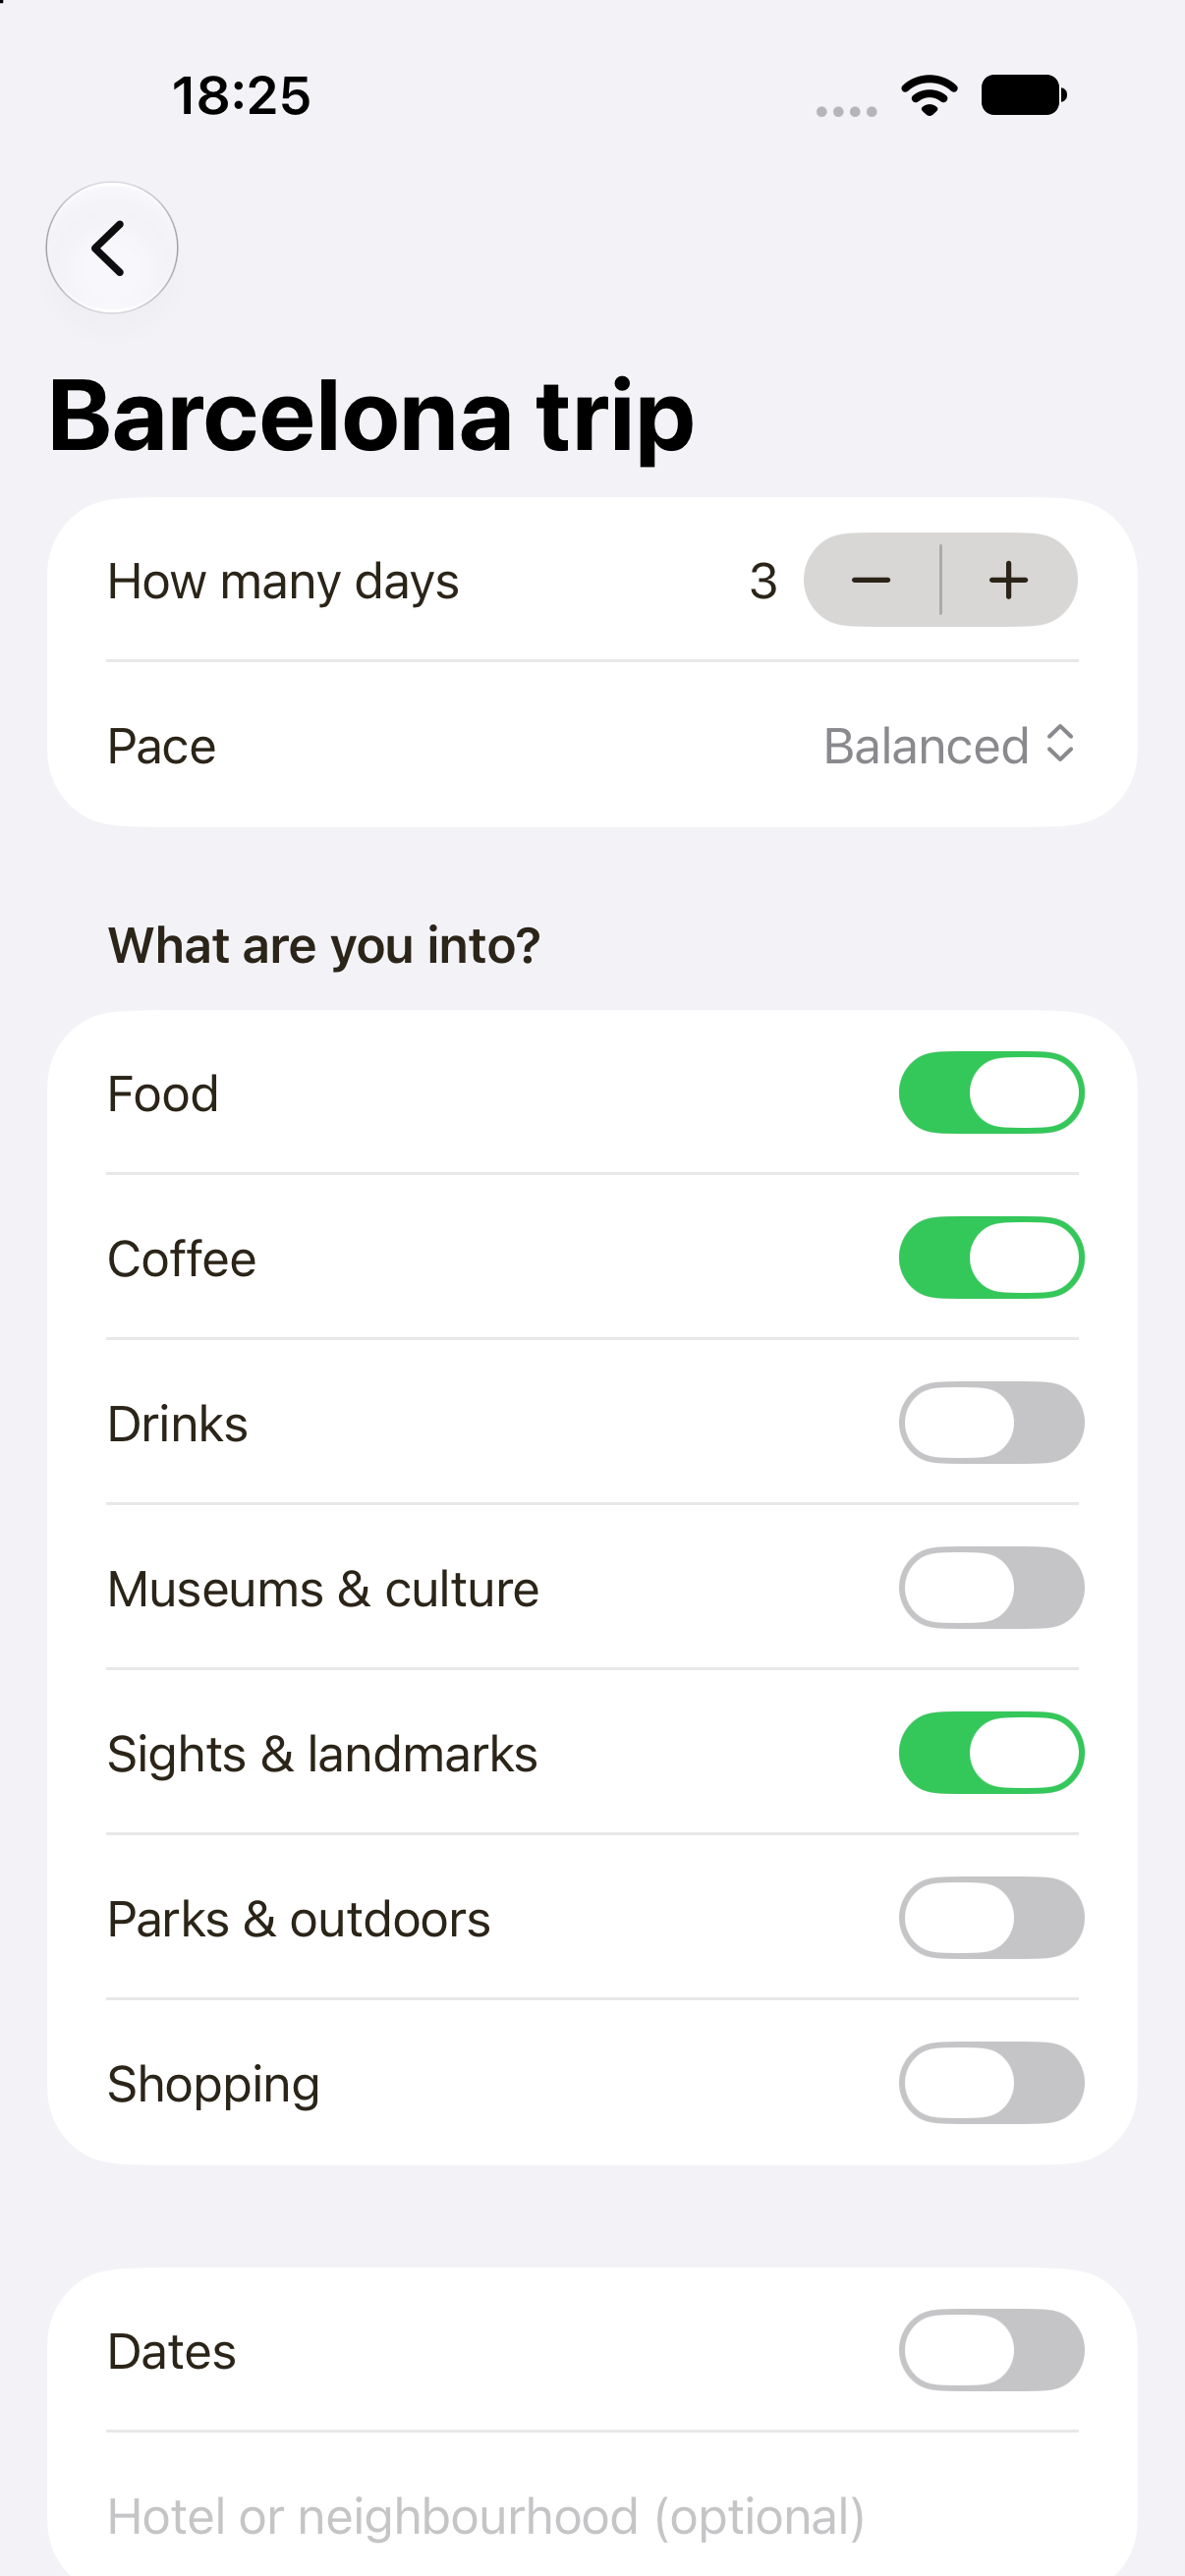 18:25
Barcelona trip
How many days 3
Pace Balanced
What are you into?
Food
Coffee
Drinks
Museums & culture
Sights & landmarks
Parks & outdoors
Shopping
Dates
Hotel or neighbourhood (optional)